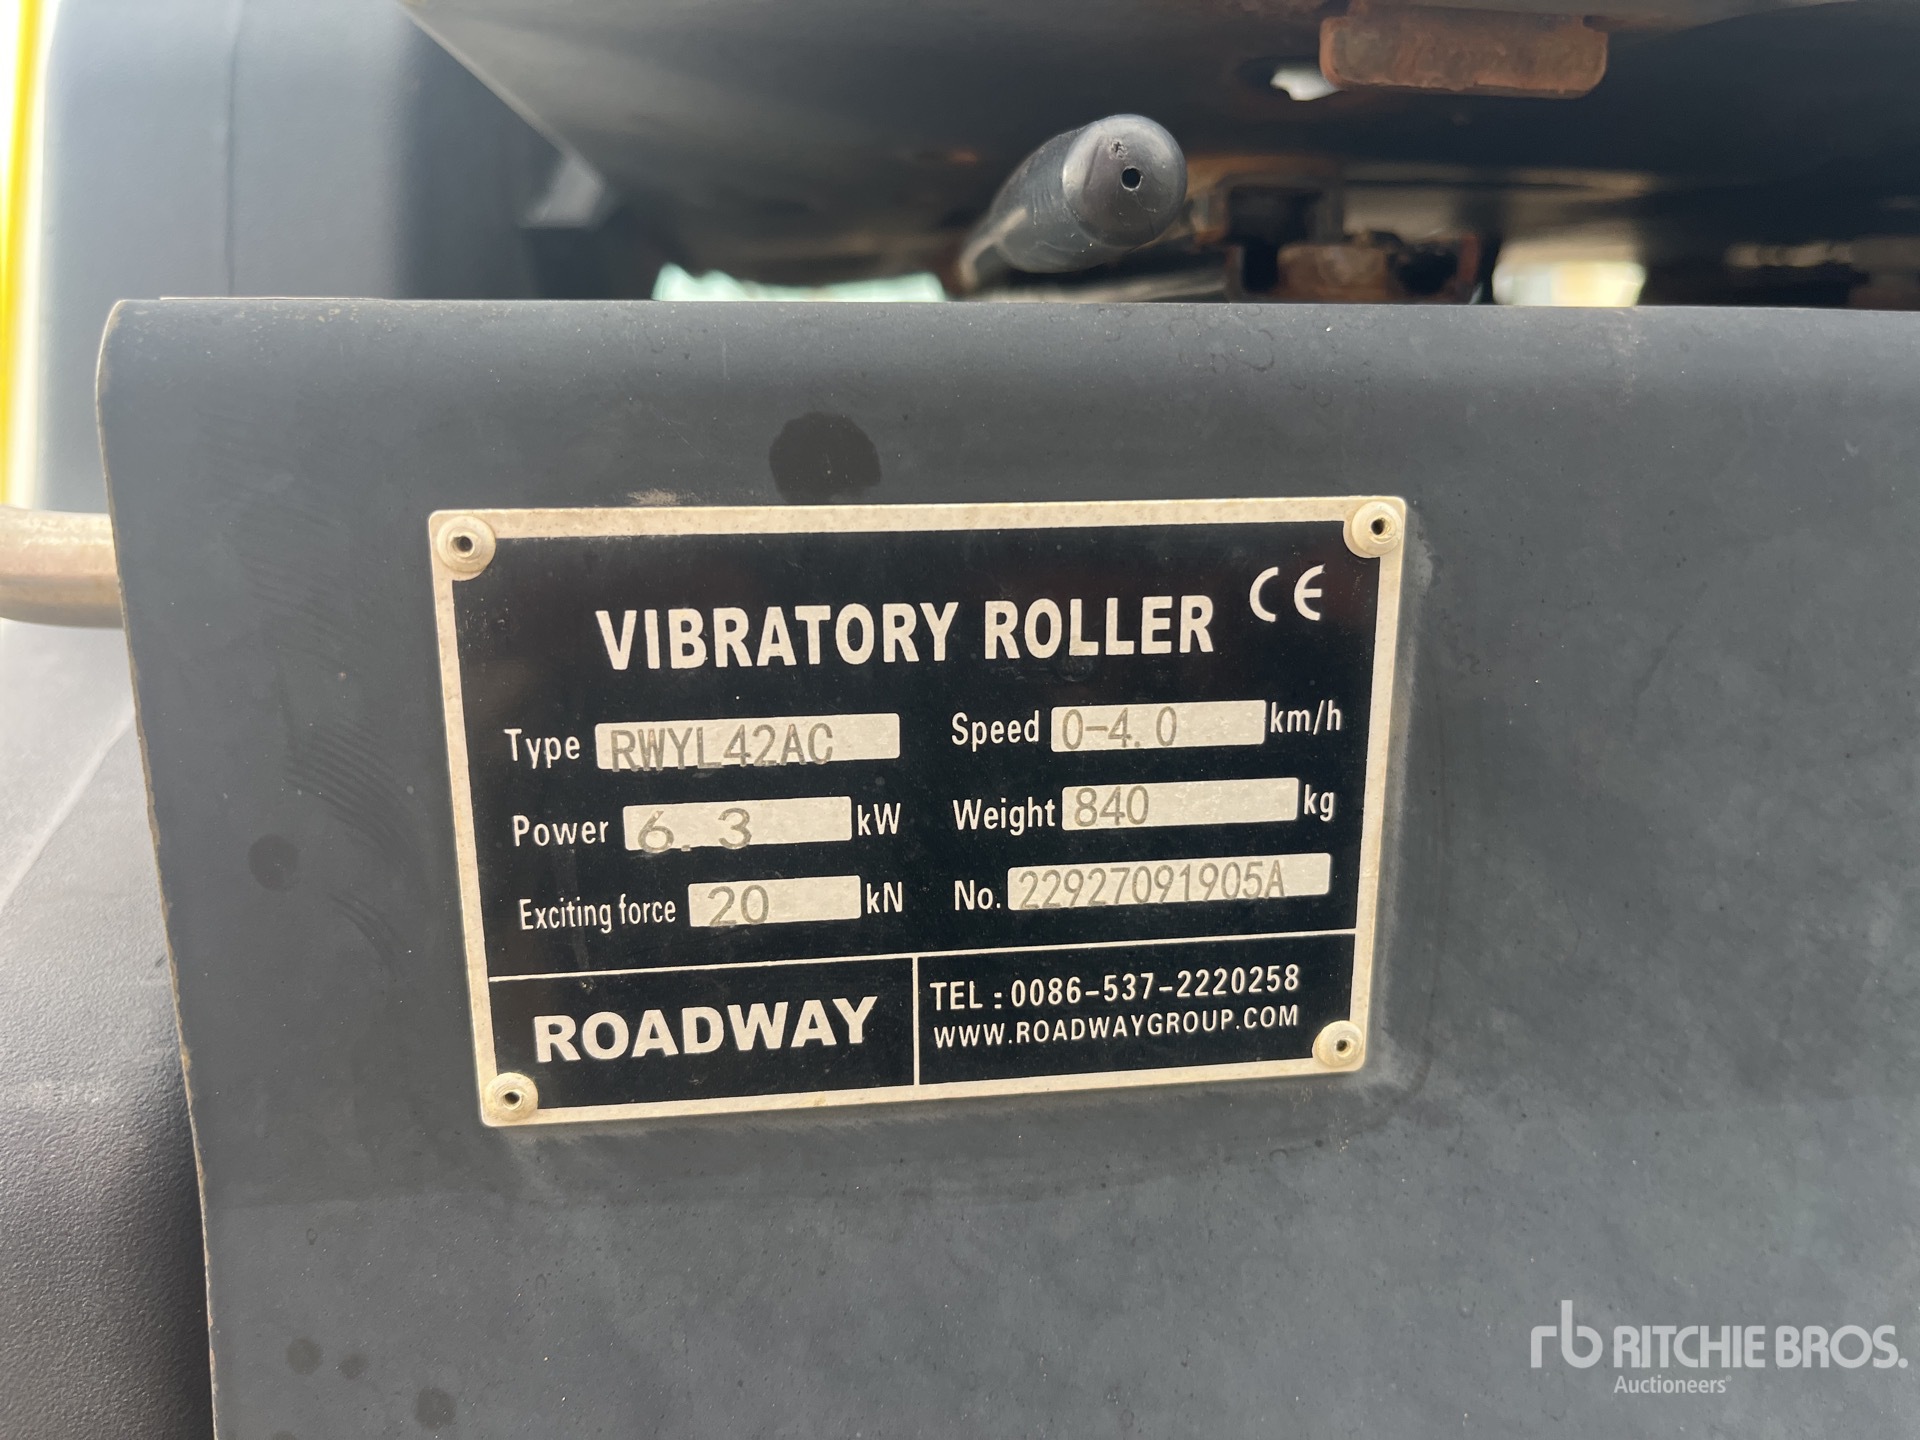 VIBRATORY ROLLER CE
Type RWYL42AC Speed 0-4.0 km/h
Power 6.3 kW Weight 840 kg
Exciting force 20 kN No. 22927091905A
ROADWAY
TEL:0086-537-2220258
WWW.ROADWAYGROUP.COM
rb RITCHIE BROS.
Auctioneers